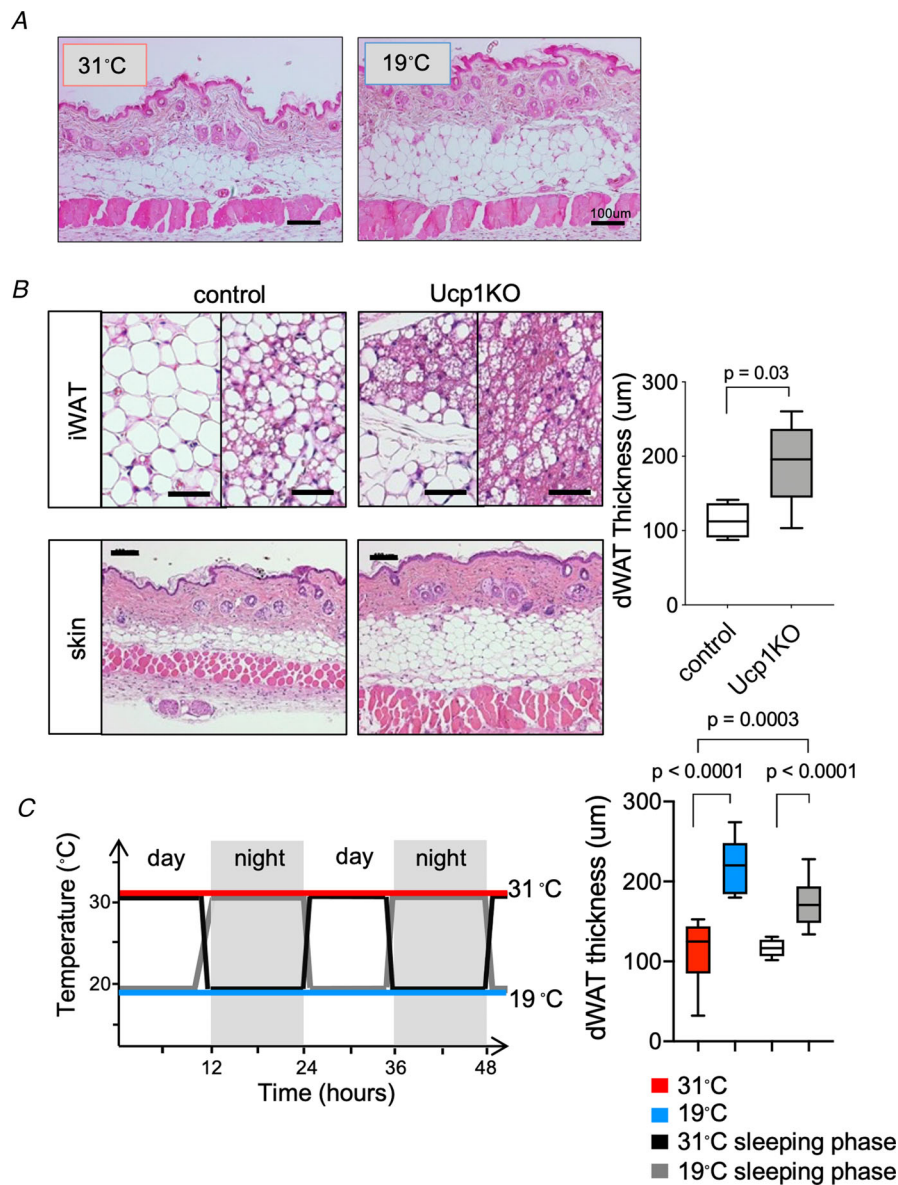 A
31°C
19°C
100um
B
control
Ucp1KO
iWAT
skin
dWAT Thickness (um)
300
200
100
0
p = 0.03
control
Ucp1KO
C
Temperature (°C)
30
20
day
night
day
night
31°C
19°C
12
24
36
48
Time (hours)
dWAT thickness (um)
300
200
100
0
p = 0.0003
p < 0.0001
p < 0.0001
31°C
19°C
31°C sleeping phase
19°C sleeping phase